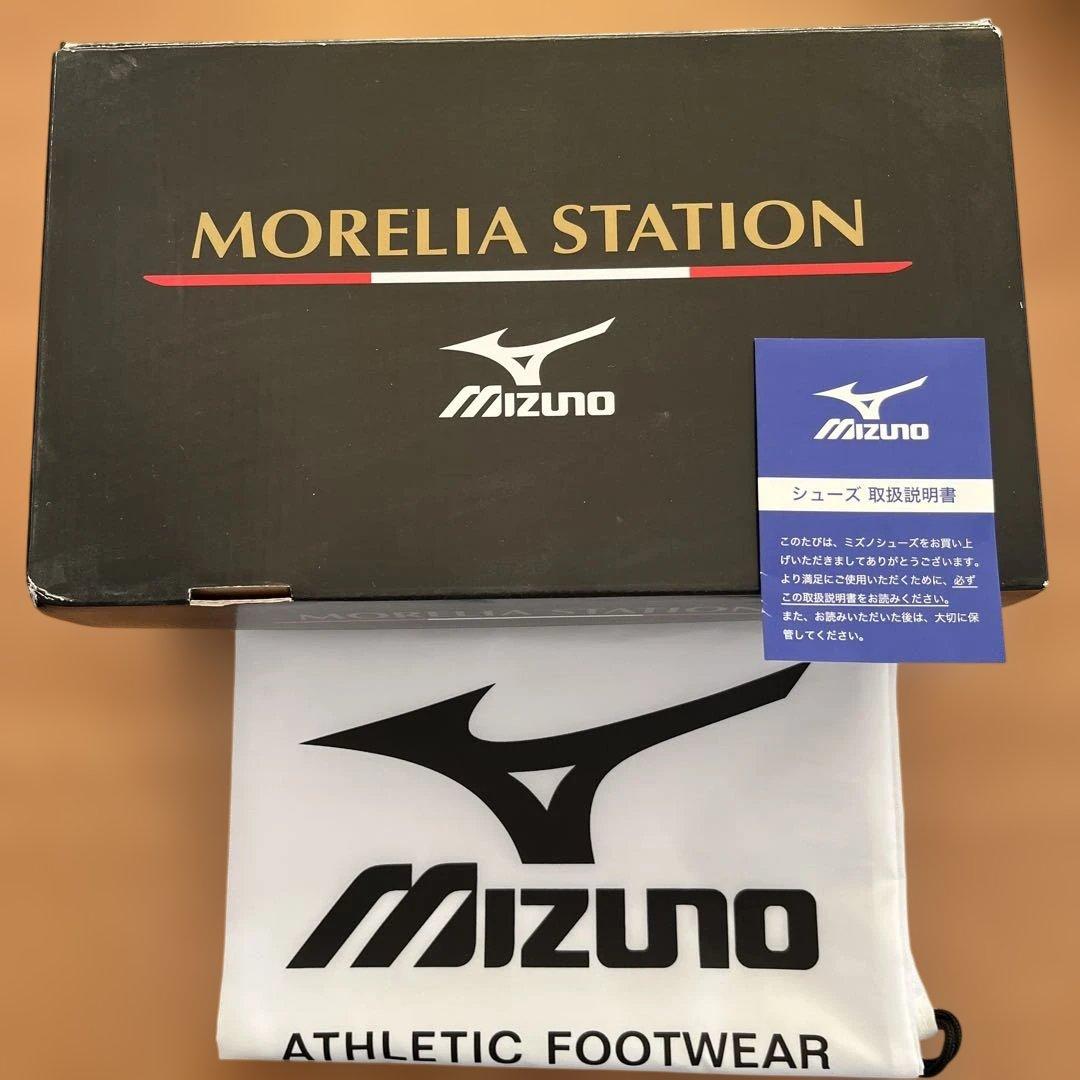 MORELIA STATION
MIZUNO
MIZUNO
シューズ 取扱説明書
このたびは、ミズノシューズをお買い上
げいただきましてありがとうございます。
より満足にご使用いただくために、必ず
この取扱説明書をお読みください。
また、お読みいただいた後は、大切に保
管してください。
MORELIA STATION
MIZUNO
ATHLETIC FOOTWEAR